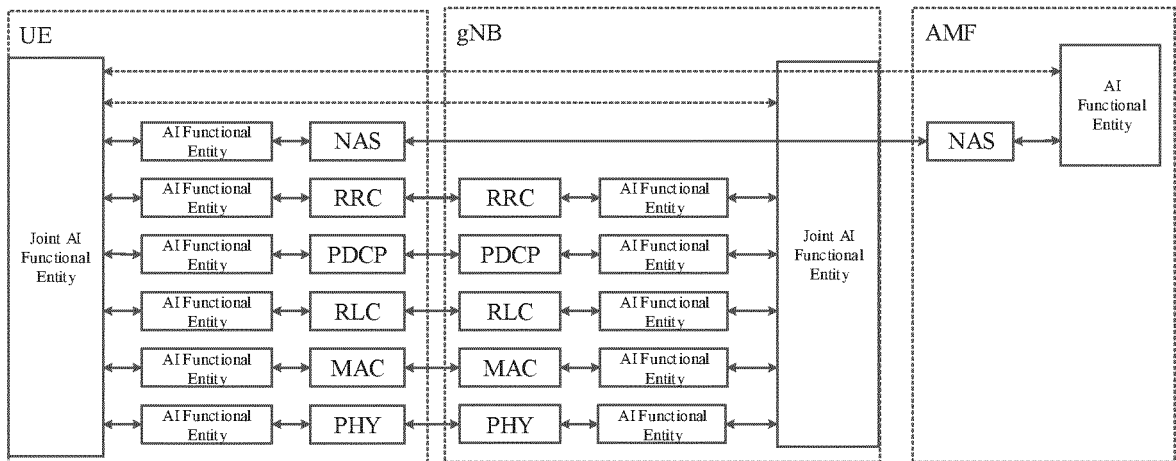 UE
gNB
AMF
AI
Functional
Entity
AI Functional
Entity
NAS
NAS
AI Functional
Entity
RRC
RRC
AI Functional
Entity
Joint AI
Functional
Entity
AI Functional
Entity
PDCP
PDCP
AI Functional
Entity
Joint AI
Functional
Entity
AI Functional
Entity
RLC
RLC
AI Functional
Entity
AI Functional
Entity
MAC
MAC
AI Functional
Entity
AI Functional
Entity
PHY
PHY
AI Functional
Entity